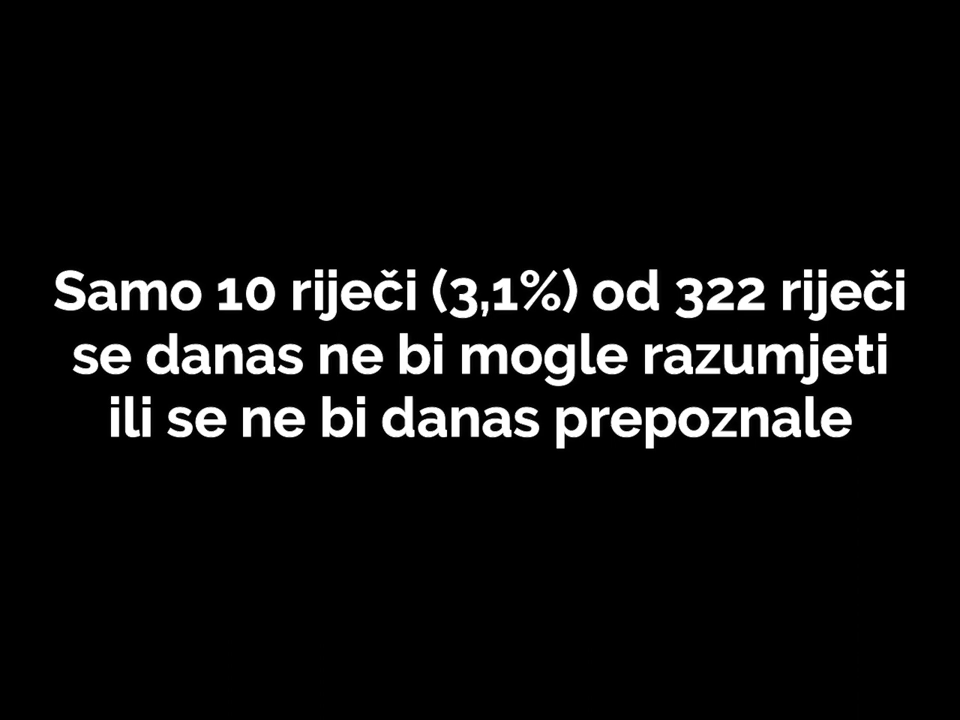 Samo 10 riječi (3,1%) od 322 riječi
se danas ne bi mogle razumjeti
ili se ne bi danas prepoznale